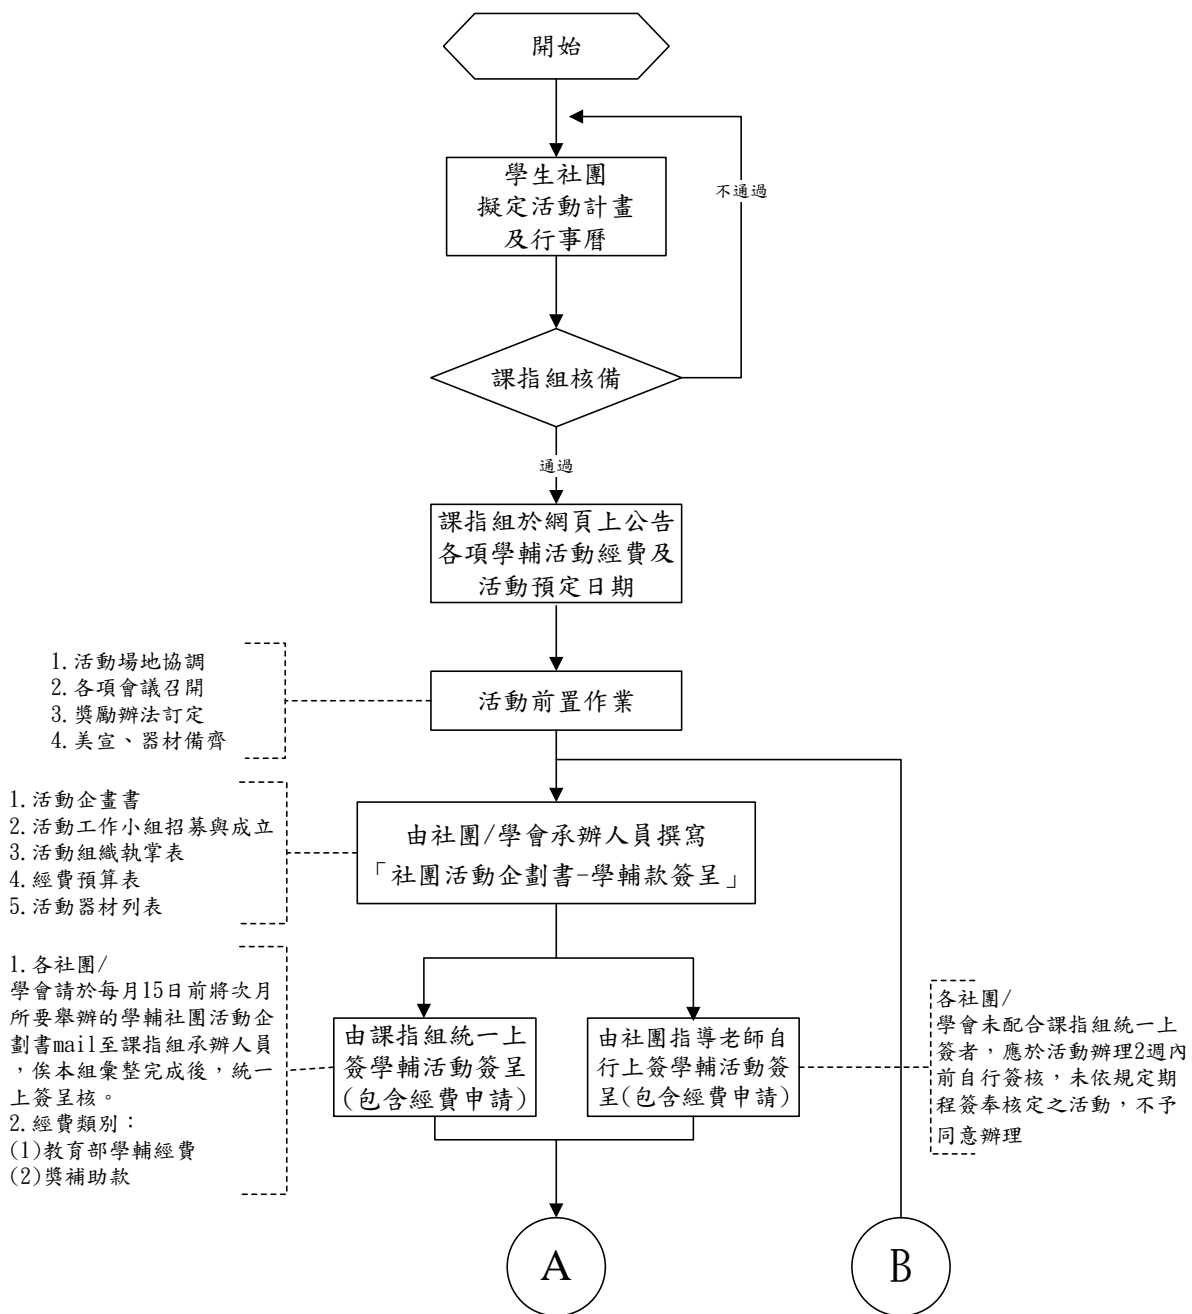 開始
學生社團
擬定活動計畫
及行事曆
不通過
課指組核備
通過
課指組於網頁上公告
各項學輔活動經費及
活動預定日期
1.活動場地協調
2.各項會議召開
3.獎勵辦法訂定
4.美宣、器材備齊
活動前置作業
1.活動企畫書
2.活動工作小組招募與成立
3.活動組織執掌表
4.經費預算表
5.活動器材列表
由社團/學會承辦人員撰寫
「社團活動企劃書-學輔款簽呈」
1.各社團/
學會請於每月15日前將次月
所要舉辦的學輔社團活動企
劃書mail至課指組承辦人員
，俟本組彙整完成後，統一
上簽呈核。
2.經費類別：
(1)教育部學輔經費
(2)獎補助款
由課指組統一上
簽學輔活動簽呈
(包含經費申請)
由社團指導老師自
行上簽學輔活動簽
呈(包含經費申請)
各社團/
學會未配合課指組統一上
簽者，應於活動辦理2週內
前自行簽核，未依規定期
程簽奉核定之活動，不予
同意辦理
A
B